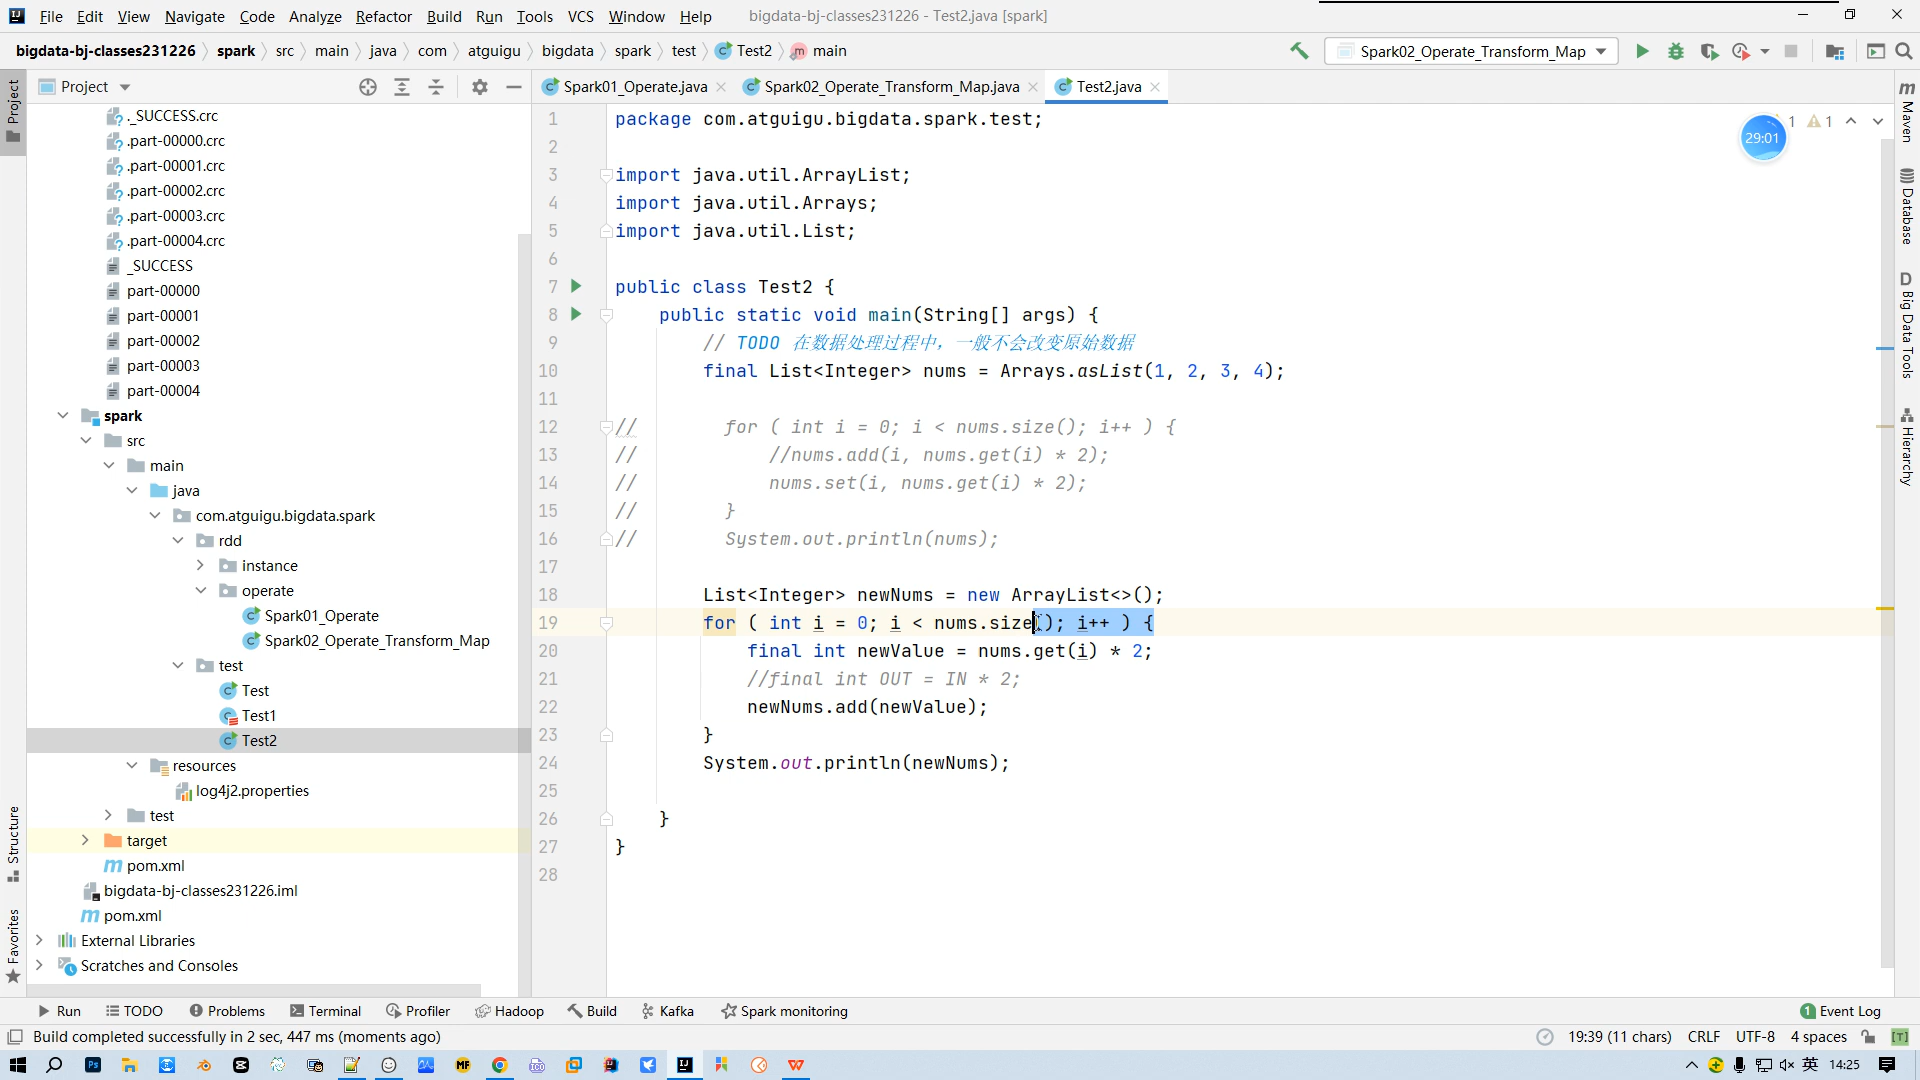 File Edit View Navigate Code Analyze Refactor Build Run Tools VCS Window Help bigdata-bj-classes231226 - Test2.java [spark]
bigdata-bj-classes231226 spark src main java com atguigu bigdata spark test Test2 main Spark02_Operate_Transform_Map
Project
Spark01_Operate.java Spark02_Operate_Transform_Map.java Test2.java
._SUCCESS.crc
.part-00000.crc
.part-00001.crc
.part-00002.crc
.part-00003.crc
.part-00004.crc
_SUCCESS
part-00000
part-00001
part-00002
part-00003
part-00004
spark
src
main
java
com.atguigu.bigdata.spark
rdd
instance
operate
Spark01_Operate
Spark02_Operate_Transform_Map
test
Test
Test1
Test2
resources
log4j2.properties
test
target
pom.xml
bigdata-bj-classes231226.iml
pom.xml
External Libraries
Scratches and Consoles
Project
Structure
Favorites
1 package com.atguigu.bigdata.spark.test;
2
3 import java.util.ArrayList;
4 import java.util.Arrays;
5 import java.util.List;
6
7 public class Test2 {
8 public static void main(String[] args) {
9 // TODO 在数据处理过程中，一般不会改变原始数据
10 final List<Integer> nums = Arrays.asList(1, 2, 3, 4);
11
12 // for ( int i = 0; i < nums.size(); i++ ) {
13 // //nums.add(i, nums.get(i) * 2);
14 // nums.set(i, nums.get(i) * 2);
15 // }
16 // System.out.println(nums);
17
18 List<Integer> newNums = new ArrayList<>();
19 for ( int i = 0; i < nums.size(); i++ ) {
20 final int newValue = nums.get(i) * 2;
21 //final int OUT = IN * 2;
22 newNums.add(newValue);
23 }
24 System.out.println(newNums);
25
26 }
27 }
28
29:01
1 1
Maven
Database
D Big Data Tools
Hierarchy
Run TODO Problems Terminal Profiler Hadoop Build Kafka Spark monitoring 1 Event Log
Build completed successfully in 2 sec, 447 ms (moments ago) 19:39 (11 chars) CRLF UTF-8 4 spaces [T]
英 14:25